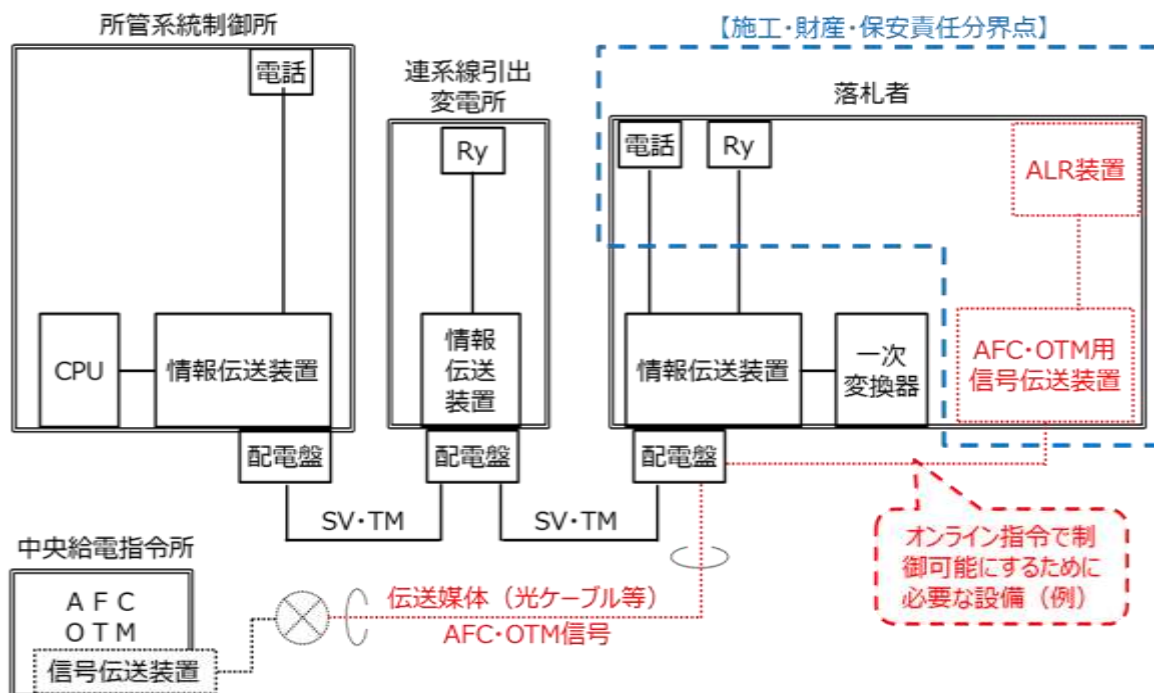 所管系統制御所
電話
CPU
情報伝送装置
配電盤
連系線引出
変電所
Ry
情報
伝送
装置
配電盤
【施工・財産・保安責任分界点】
落札者
電話
Ry
ALR装置
情報伝送装置
一次
変換器
AFC・OTM用
信号伝送装置
配電盤
SV・TM
SV・TM
オンライン指令で制
御可能にするために
必要な設備（例）
中央給電指令所
AFC
OTM
信号伝送装置
伝送媒体（光ケーブル等）
AFC・OTM信号